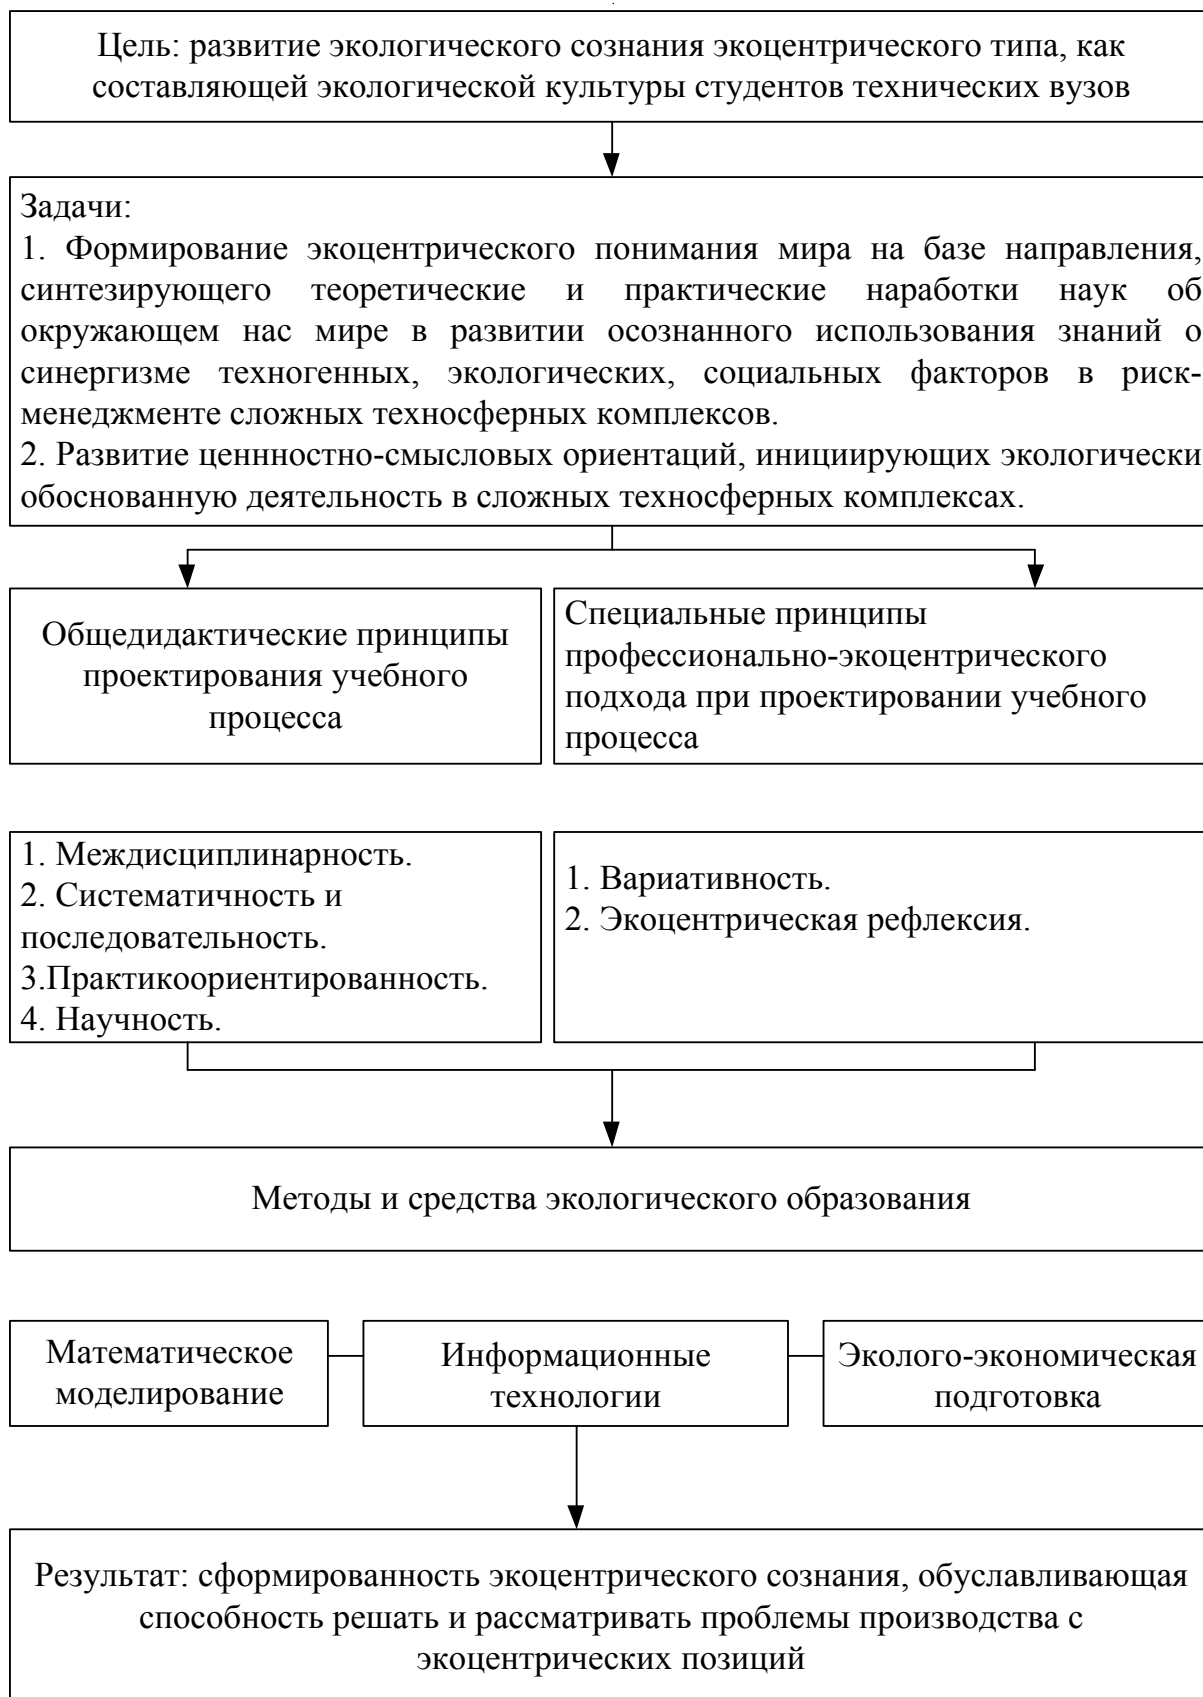 Цель: развитие экологического сознания экоцентрического типа, как
составляющей экологической культуры студентов технических вузов
Задачи:
1. Формирование экоцентрического понимания мира на базе направления,
синтезирующего теоретические и практические наработки наук об
окружающем нас мире в развитии осознанного использования знаний о
синергизме техногенных, экологических, социальных факторов в риск-
менеджменте сложных техносферных комплексов.
2. Развитие ценнностно-смысловых ориентаций, инициирующих экологически
обоснованную деятельность в сложных техносферных комплексах.
Общедидактические принципы
проектирования учебного
процесса
Специальные принципы
профессионально-экоцентрического
подхода при проектировании учебного
процесса
1. Междисциплинарность.
2. Систематичность и
последовательность.
3.Практикоориентированность.
4. Научность.
1. Вариативность.
2. Экоцентрическая рефлексия.
Методы и средства экологического образования
Математическое
моделирование
Информационные
технологии
Эколого-экономическая
подготовка
Результат: сформированность экоцентрического сознания, обуславливающая
способность решать и рассматривать проблемы производства с
экоцентрических позиций